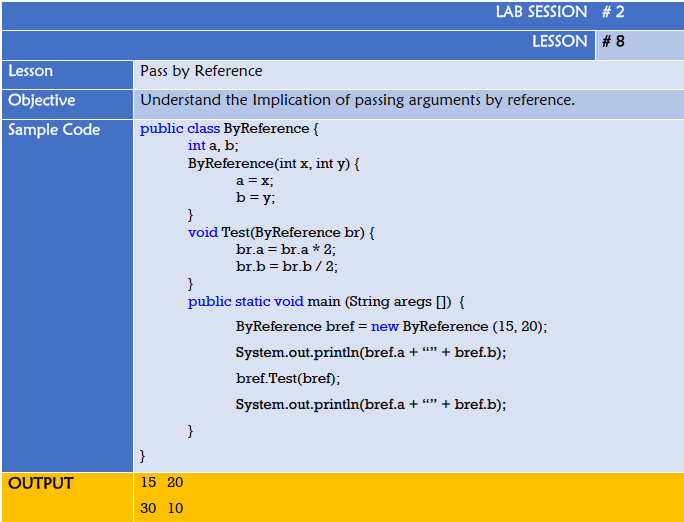 LAB SESSION # 2
LESSON # 8
Lesson Pass by Reference
Objective Understand the Implication of passing arguments by reference.
Sample Code public class ByReference {
int a, b;
ByReference(int x, int y) {
a = x;
b = y;
}
void Test(ByReference br) {
br.a = br.a * 2;
br.b = br.b / 2;
}
public static void main (String aregs []) {
ByReference bref = new ByReference (15, 20);
System.out.println(bref.a + “” + bref.b);
bref.Test(bref);
System.out.println(bref.a + “” + bref.b);
}
}
OUTPUT 15 20
30 10